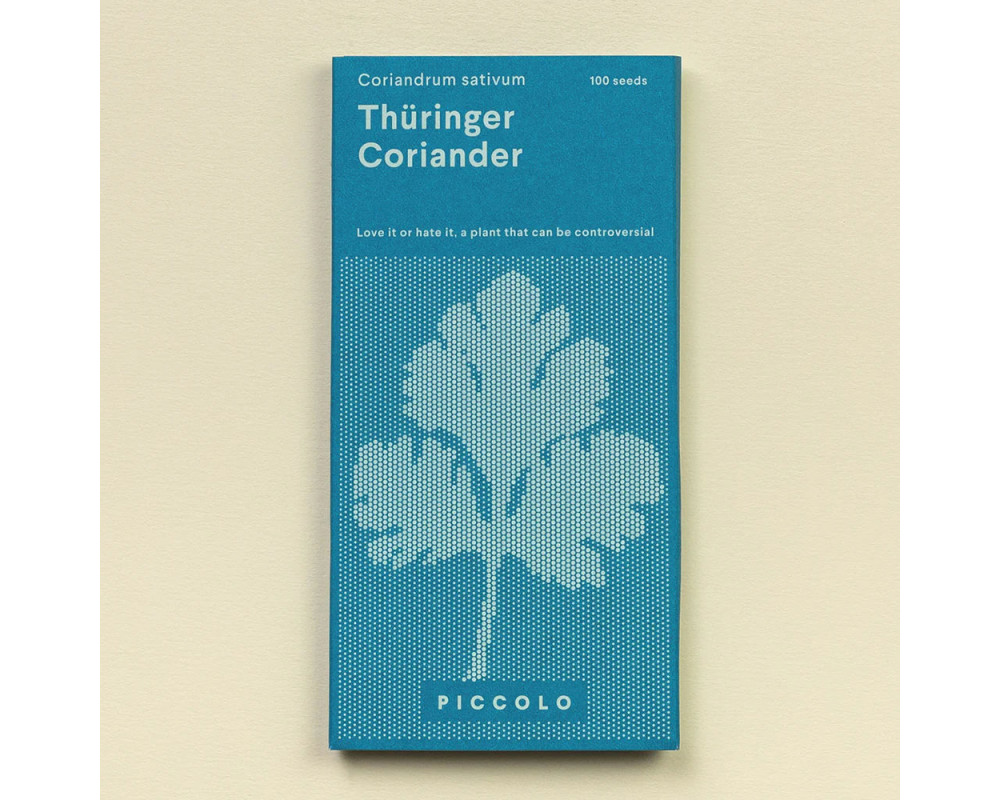 Coriandrum sativum 100 seeds
Thüringer
Coriander
Love it or hate it, a plant that can be controversial
PICCOLO